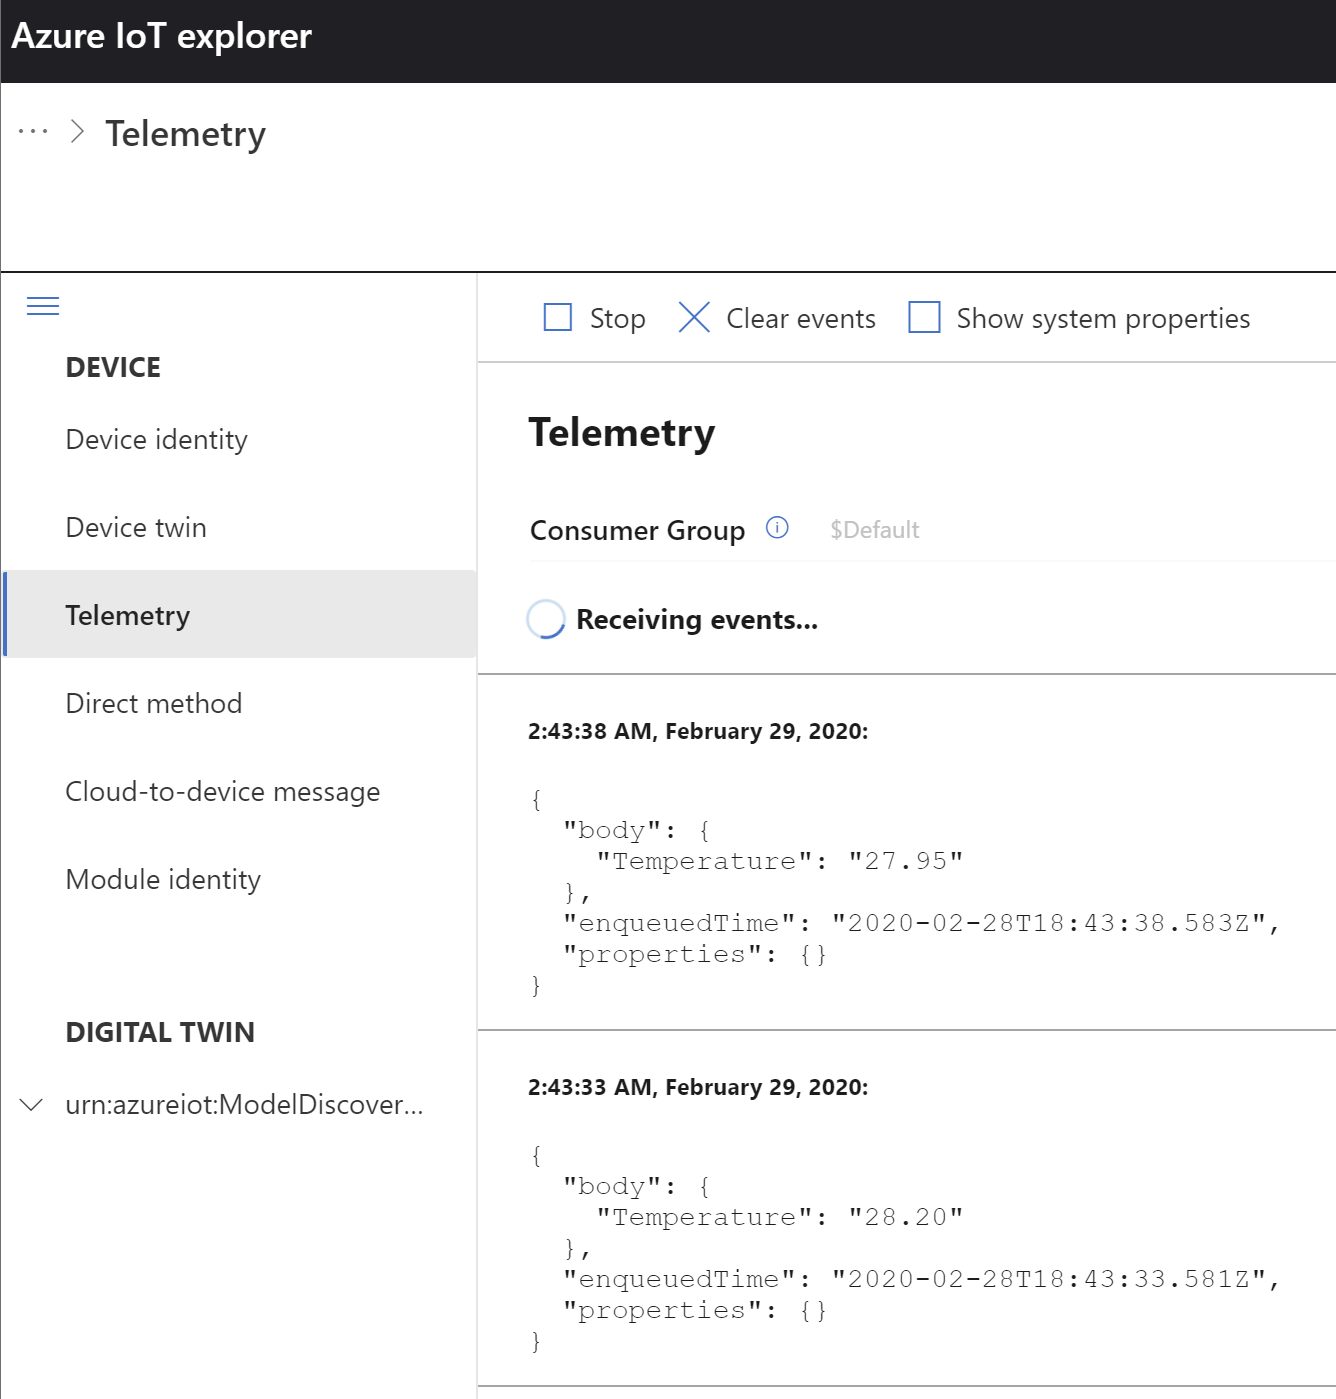 Azure IoT explorer
··· > Telemetry
Stop Clear events Show system properties
DEVICE
Device identity
Device twin
Telemetry
Direct method
Cloud-to-device message
Module identity
DIGITAL TWIN
urn:azureiot:ModelDiscover...
Telemetry
Consumer Group $Default
Receiving events...
2:43:38 AM, February 29, 2020:
{
  "body": {
    "Temperature": "27.95"
  },
  "enqueuedTime": "2020-02-28T18:43:38.583Z",
  "properties": {}
}
2:43:33 AM, February 29, 2020:
{
  "body": {
    "Temperature": "28.20"
  },
  "enqueuedTime": "2020-02-28T18:43:33.581Z",
  "properties": {}
}